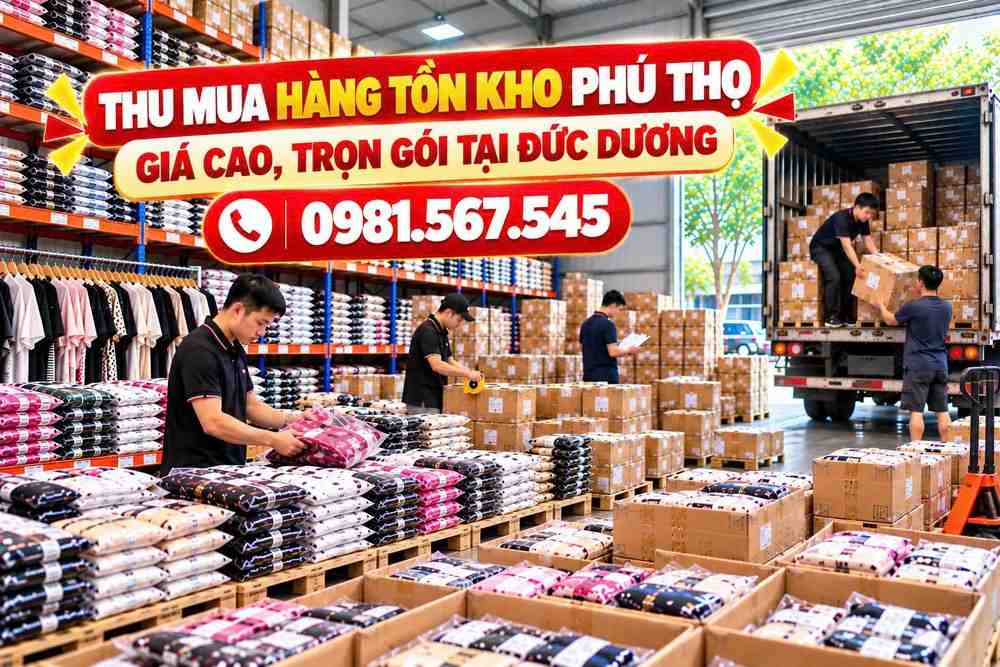 THU MUA HÀNG TỒN KHO PHÚ THỌ
GIÁ CAO, TRỌN GÓI TẠI ĐỨC DƯƠNG
0981.567.545